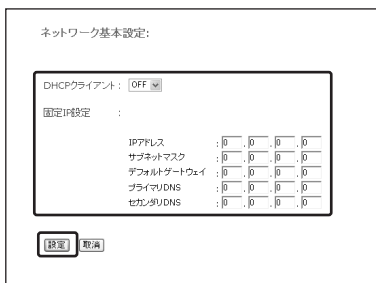 ネットワーク基本設定:
DHCPクライアント: OFF
固定IP設定 :
IPアドレス : 0 . 0 . 0 . 0
サブネットマスク : 0 . 0 . 0 . 0
デフォルトゲートウェイ : 0 . 0 . 0 . 0
プライマリDNS : 0 . 0 . 0 . 0
セカンダリDNS : 0 . 0 . 0 . 0
設定 取消